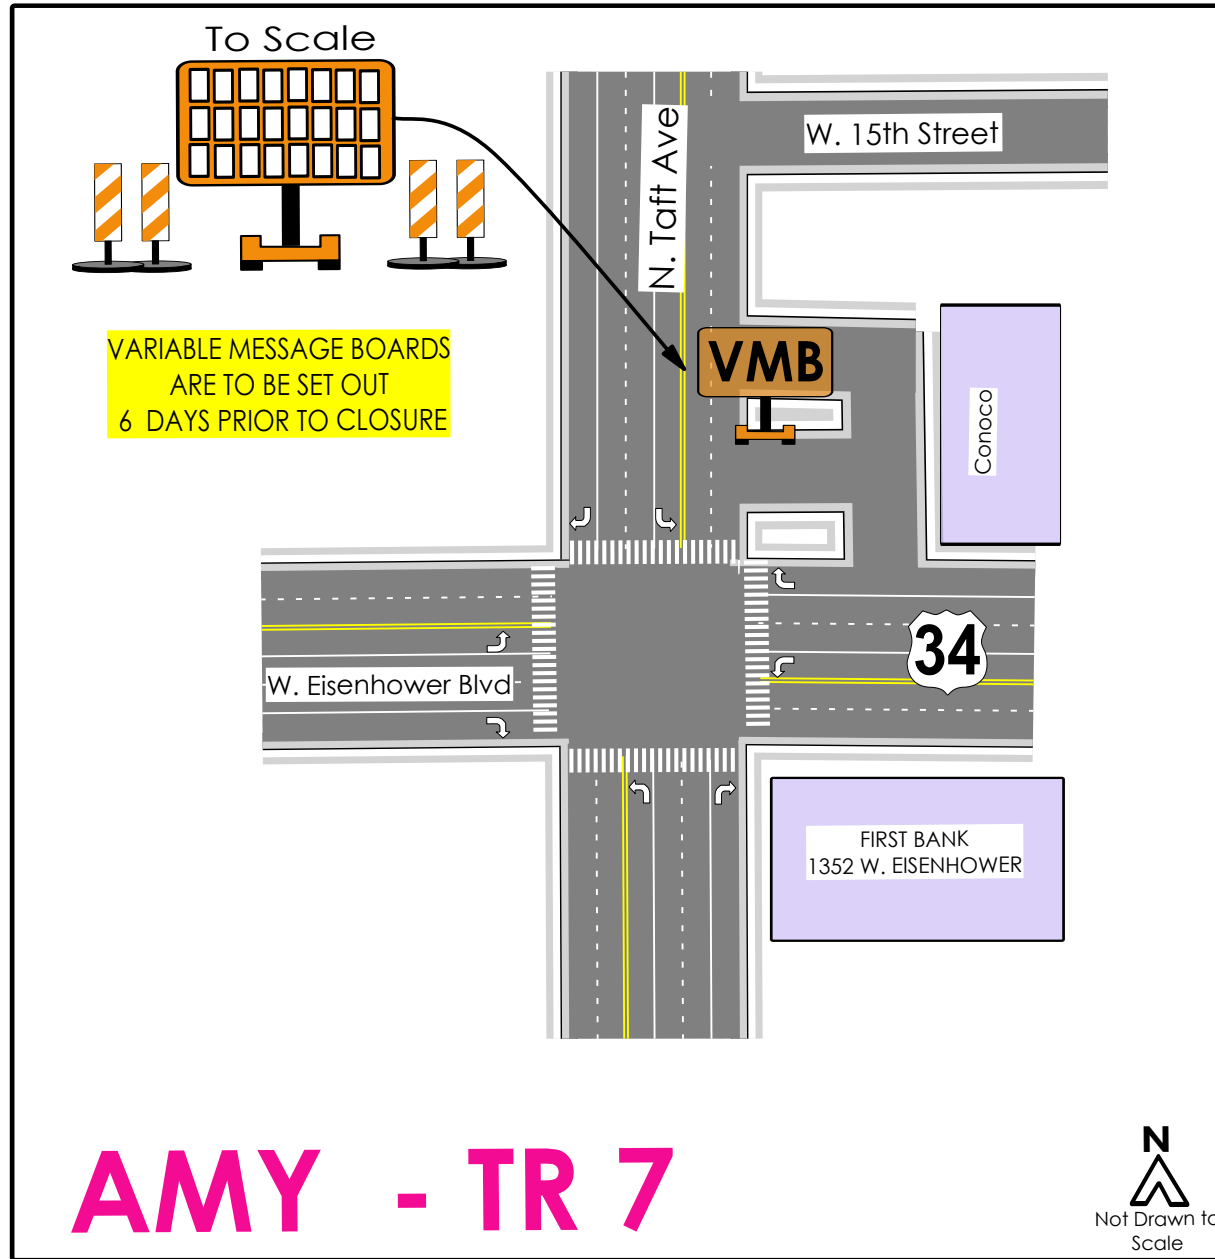 To Scale
W. 15th Street
N. Taft Ave
VMB
VARIABLE MESSAGE BOARDS
ARE TO BE SET OUT
6 DAYS PRIOR TO CLOSURE
Conoco
34
W. Eisenhower Blvd
FIRST BANK
1352 W. EISENHOWER
AMY - TR 7
N
Not Drawn to
Scale